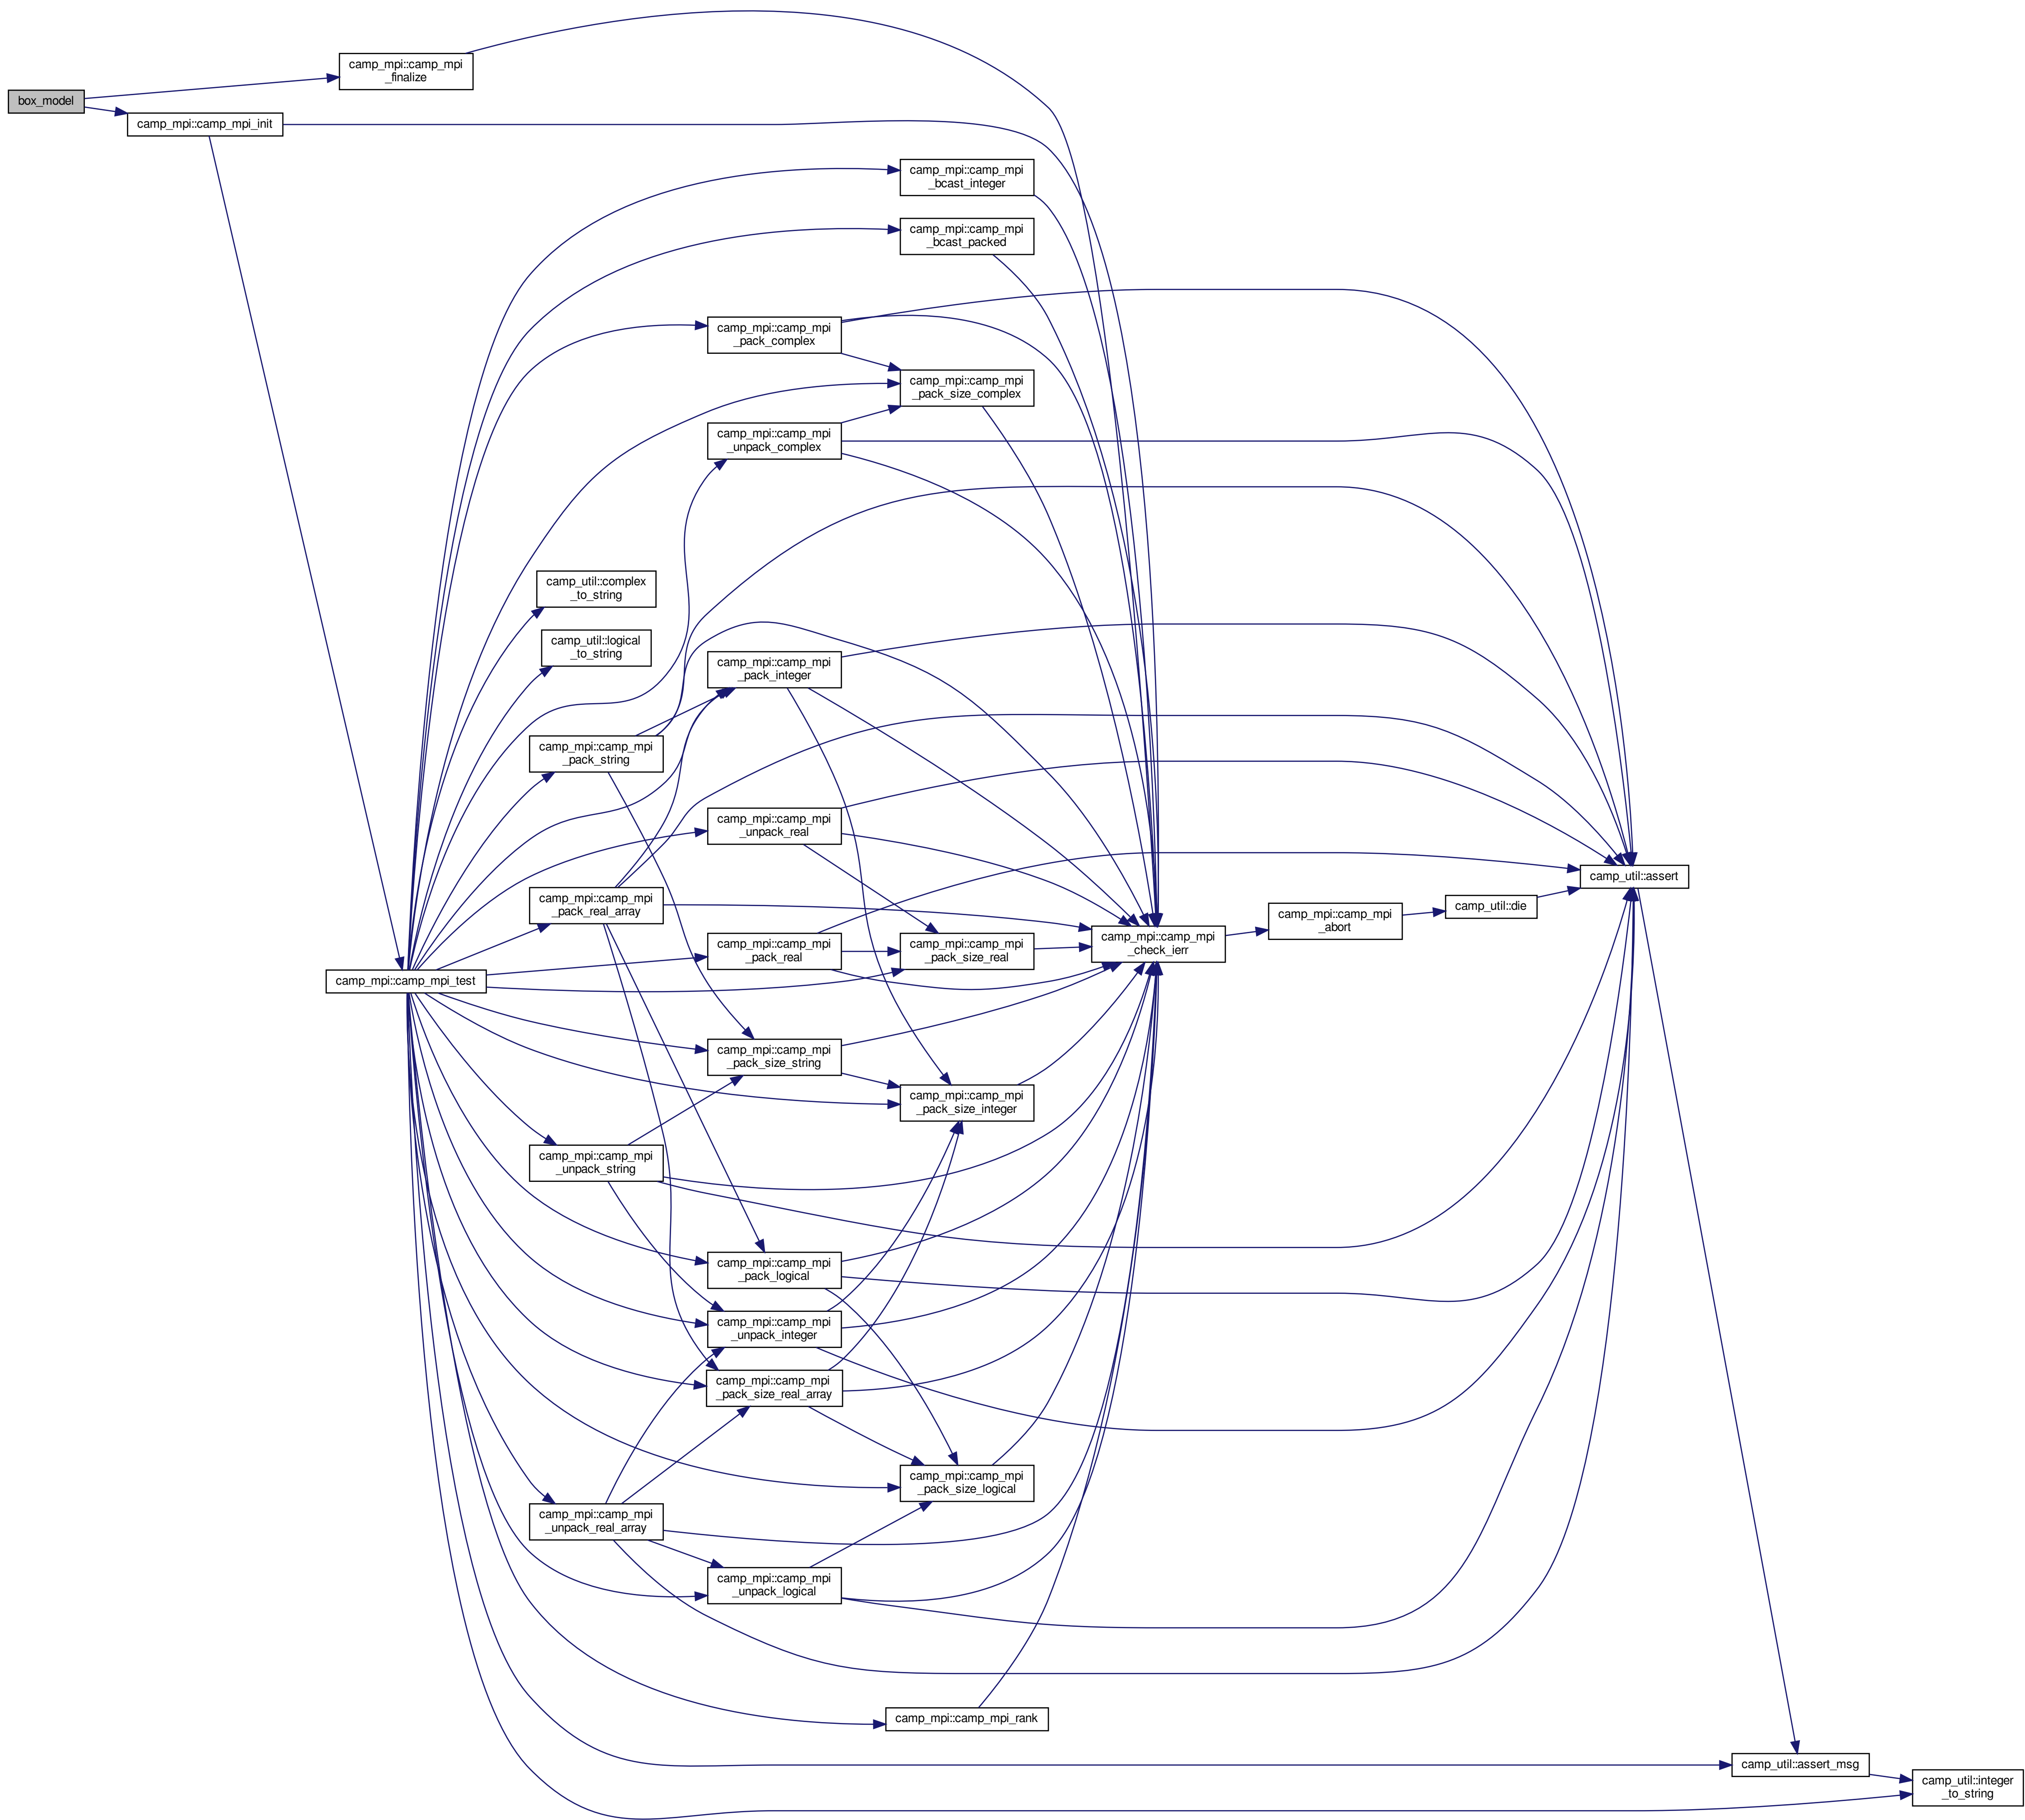 camp_mpi::camp_mpi
_finalize
box_model
camp_mpi::camp_mpi_init
camp_mpi::camp_mpi
_bcast_integer
camp_mpi::camp_mpi
_bcast_packed
camp_mpi::camp_mpi
_pack_complex
camp_mpi::camp_mpi
_pack_size_complex
camp_mpi::camp_mpi
_unpack_complex
camp_util::complex
_to_string
camp_util::logical
_to_string
camp_mpi::camp_mpi
_pack_integer
camp_mpi::camp_mpi
_pack_string
camp_mpi::camp_mpi
_unpack_real
camp_util::assert
camp_mpi::camp_mpi
_pack_real_array
camp_util::die
camp_mpi::camp_mpi
_abort
camp_mpi::camp_mpi
_check_ierr
camp_mpi::camp_mpi
_pack_real
camp_mpi::camp_mpi
_pack_size_real
camp_mpi::camp_mpi_test
camp_mpi::camp_mpi
_pack_size_string
camp_mpi::camp_mpi
_pack_size_integer
camp_mpi::camp_mpi
_unpack_string
camp_mpi::camp_mpi
_pack_logical
camp_mpi::camp_mpi
_unpack_integer
camp_mpi::camp_mpi
_pack_size_real_array
camp_mpi::camp_mpi
_pack_size_logical
camp_mpi::camp_mpi
_unpack_real_array
camp_mpi::camp_mpi
_unpack_logical
camp_mpi::camp_mpi_rank
camp_util::assert_msg
camp_util::integer
_to_string